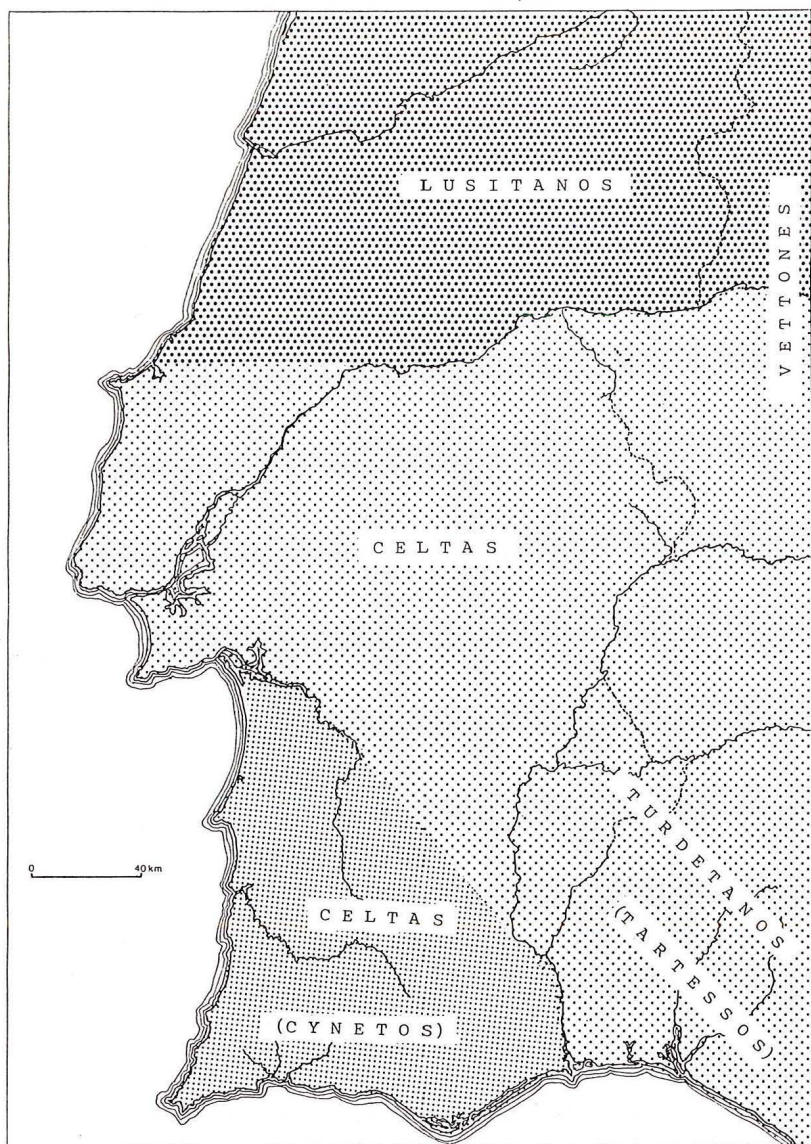 LUSITANOS
VETTONES
CELTAS
TURDETANOS
(TARTESSOS)
R
0 40 km
CELTAS
(CYNETOS)